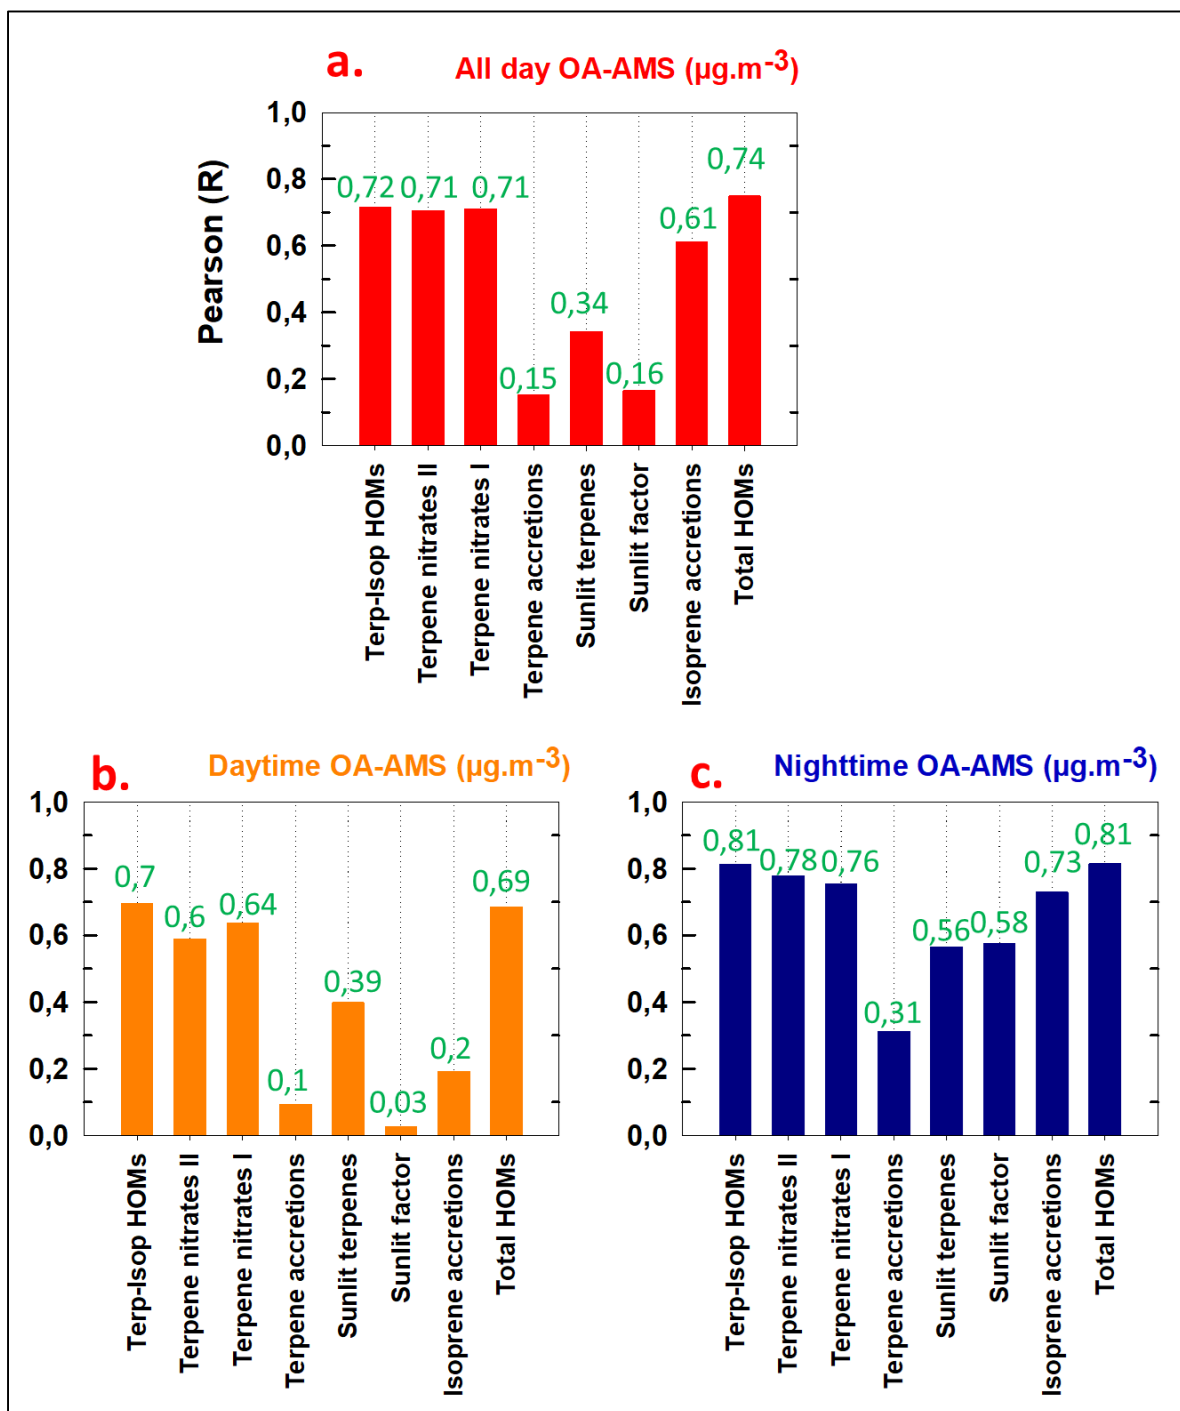 a. All day OA-AMS (µg.m-3)
Pearson (R)
1,0
0,8
0,6
0,4
0,2
0,0
0,72
0,71
0,71
0,15
0,34
0,16
0,61
0,74
Terp-Isop HOMs
Terpene nitrates II
Terpene nitrates I
Terpene accretions
Sunlit terpenes
Sunlit factor
Isoprene accretions
Total HOMs
b. Daytime OA-AMS (µg.m-3)
1,0
0,8
0,6
0,4
0,2
0,0
0,7
0,6
0,64
0,1
0,39
0,03
0,2
0,69
Terp-Isop HOMs
Terpene nitrates II
Terpene nitrates I
Terpene accretions
Sunlit terpenes
Sunlit factor
Isoprene accretions
Total HOMs
c. Nighttime OA-AMS (µg.m-3)
1,0
0,8
0,6
0,4
0,2
0,0
0,81
0,78
0,76
0,31
0,56
0,58
0,73
0,81
Terp-Isop HOMs
Terpene nitrates II
Terpene nitrates I
Terpene accretions
Sunlit terpenes
Sunlit factor
Isoprene accretions
Total HOMs